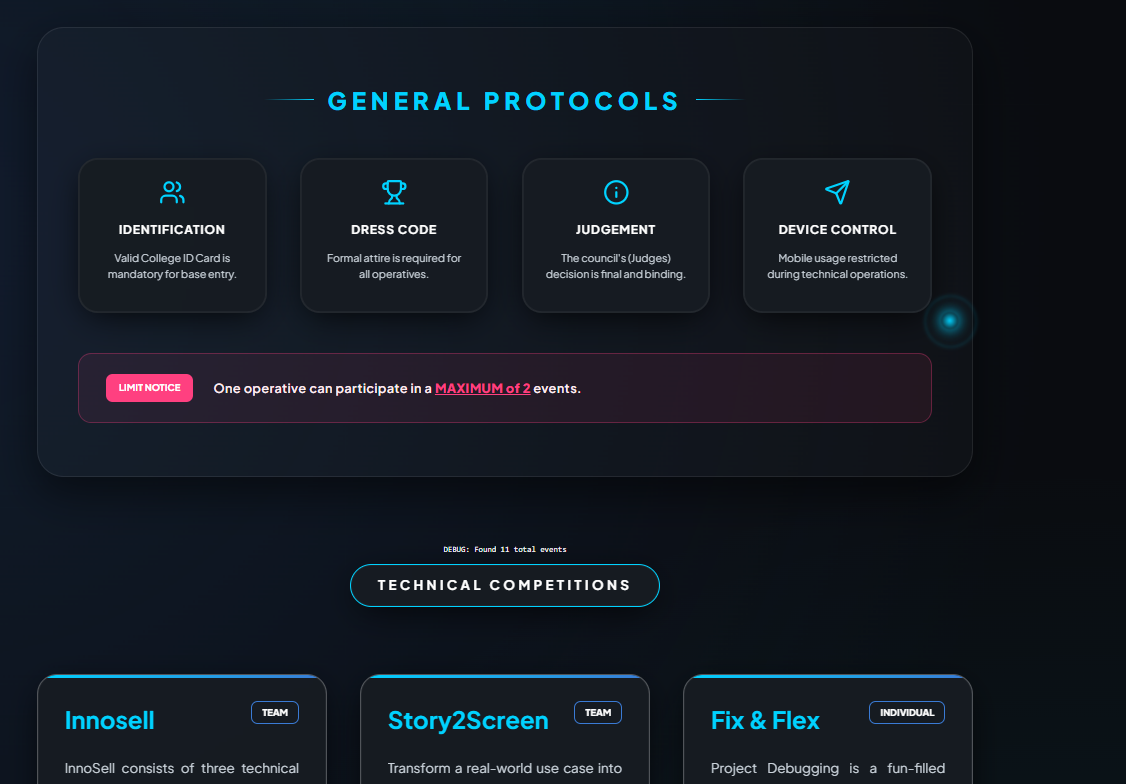 GENERAL PROTOCOLS
IDENTIFICATION
Valid College ID Card is
mandatory for base entry.
DRESS CODE
Formal attire is required for
all operatives.
JUDGEMENT
The council's (Judges)
decision is final and binding.
DEVICE CONTROL
Mobile usage restricted
during technical operations.
LIMIT NOTICE
One operative can participate in a MAXIMUM of 2 events.
DEBUG: Found 11 total events
TECHNICAL COMPETITIONS
Innosell
TEAM
InnoSell consists of three technical
Story2Screen
TEAM
Transform a real-world use case into
Fix & Flex
INDIVIDUAL
Project Debugging is a fun-filled